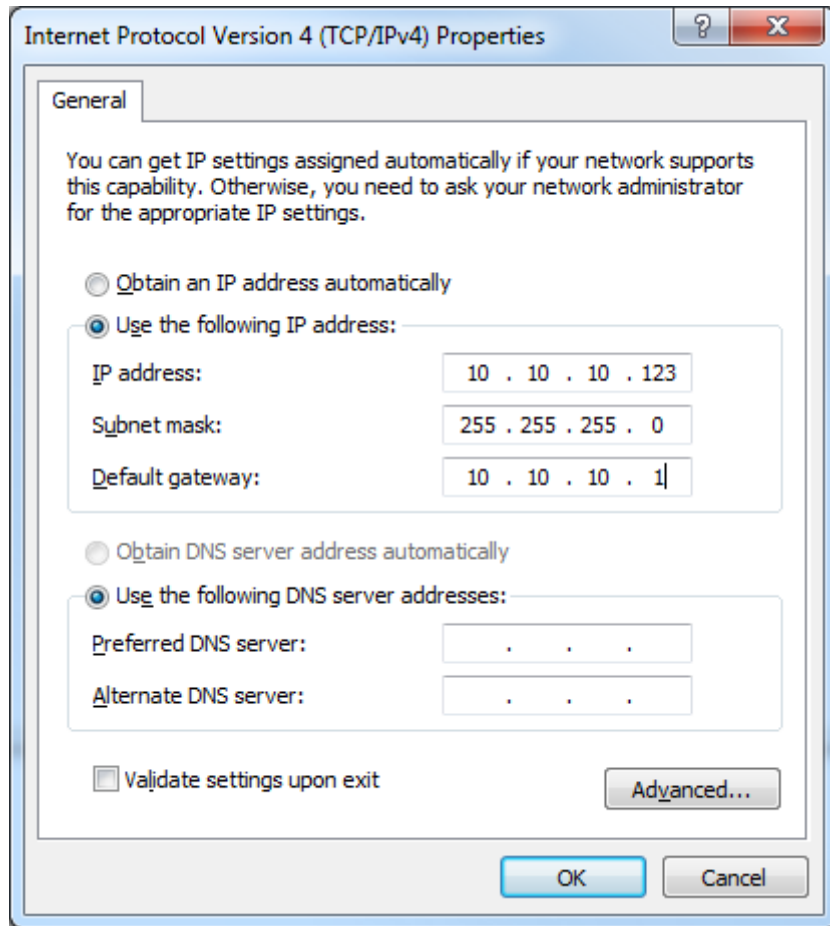 Internet Protocol Version 4 (TCP/IPv4) Properties
?
X
General
You can get IP settings assigned automatically if your network supports
this capability. Otherwise, you need to ask your network administrator
for the appropriate IP settings.
Obtain an IP address automatically
Use the following IP address:
IP address: 10 . 10 . 10 . 123
Subnet mask: 255 . 255 . 255 . 0
Default gateway: 10 . 10 . 10 . 1
Obtain DNS server address automatically
Use the following DNS server addresses:
Preferred DNS server: . . .
Alternate DNS server: . . .
Validate settings upon exit
Advanced...
OK Cancel